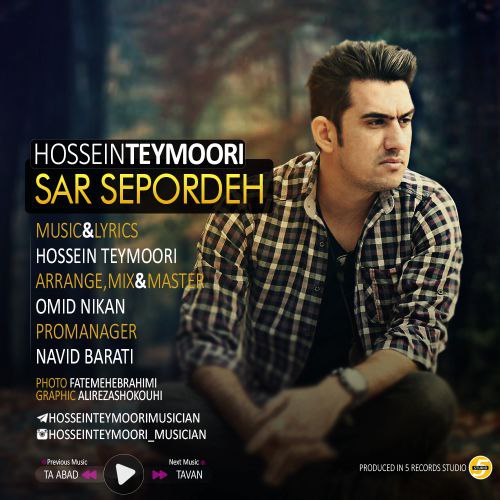 HOSSEINTEYMOORI
SAR SEPORDEH
MUSIC&LYRICS
HOSSEIN TEYMOORI
ARRANGE,MIX&MASTER
OMID NIKAN
PROMANAGER
NAVID BARATI
PHOTO FATEMEHEBRAHIMI
GRAPHIC ALIREZASHOKOUHI
HOSSEINTEYMOORIMUSICIAN
HOSSEINTEYMOORI_MUSICIAN
Previous Music
TA ABAD
Next Music
TAVAN
PRODUCED IN 5 RECORDS STUDIO
5